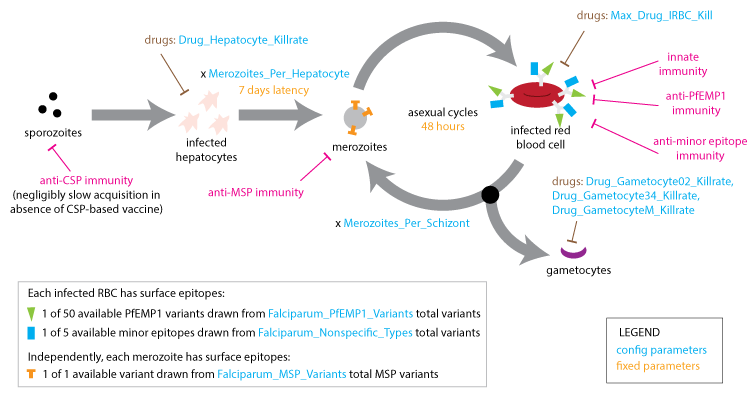 drugs: Drug_Hepatocyte_Killrate
drugs: Max_Drug_IRBC_Kill
x Merozoites_Per_Hepatocyte
7 days latency
innate
immunity
anti-PfEMP1
immunity
anti-minor epitope
immunity
asexual cycles
48 hours
sporozoites
infected
hepatocytes
merozoites
infected red
blood cell
anti-CSP immunity
(negligibly slow acquisition in
absence of CSP-based vaccine)
anti-MSP immunity
drugs: Drug_Gametocyte02_Killrate,
Drug_Gametocyte34_Killrate,
Drug_GametocyteM_Killrate
x Merozoites_Per_Schizont
gametocytes
Each infected RBC has surface epitopes:
1 of 50 available PfEMP1 variants drawn from Falciparum_PfEMP1_Variants total variants
1 of 5 available minor epitopes drawn from Falciparum_Nonspecific_Types total variants
Independently, each merozoite has surface epitopes:
1 of 1 available variant drawn from Falciparum_MSP_Variants total MSP variants
LEGEND
config parameters
fixed parameters